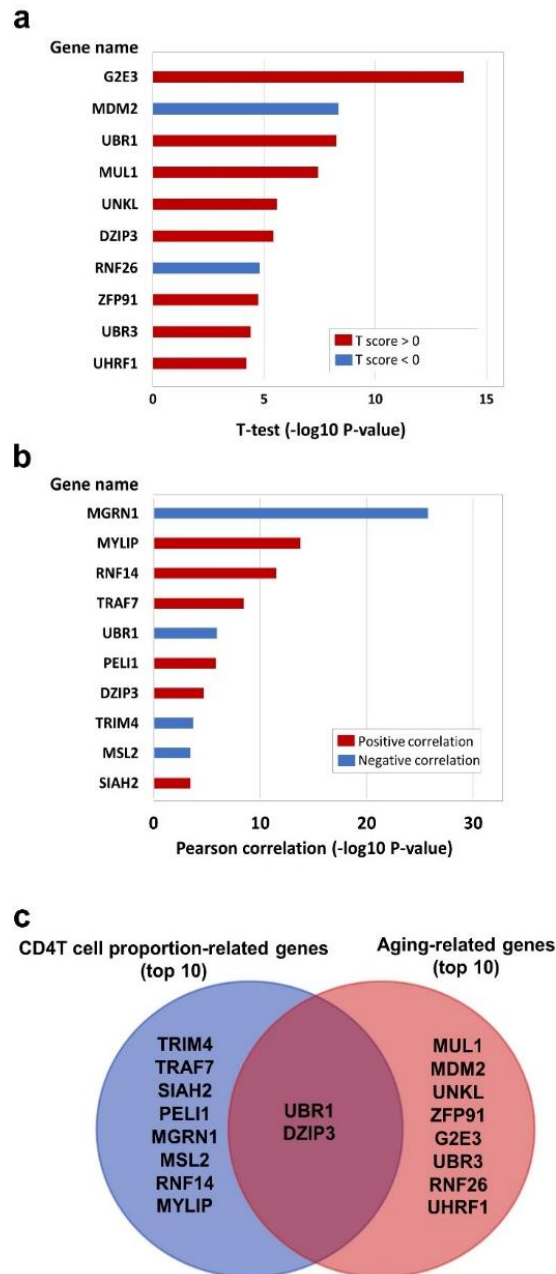 a
Gene name
G2E3
MDM2
UBR1
MUL1
UNKL
DZIP3
RNF26
ZFP91
UBR3
UHRF1
T score > 0
T score < 0
0 5 10 15
T-test (-log10 P-value)
b
Gene name
MGRN1
MYLIP
RNF14
TRAF7
UBR1
PELI1
DZIP3
TRIM4
MSL2
SIAH2
Positive correlation
Negative correlation
0 10 20 30
Pearson correlation (-log10 P-value)
c
CD4T cell proportion-related genes
(top 10)
Aging-related genes
(top 10)
TRIM4
TRAF7
SIAH2
PELI1
MGRN1
MSL2
RNF14
MYLIP
UBR1
DZIP3
MUL1
MDM2
UNKL
ZFP91
G2E3
UBR3
RNF26
UHRF1